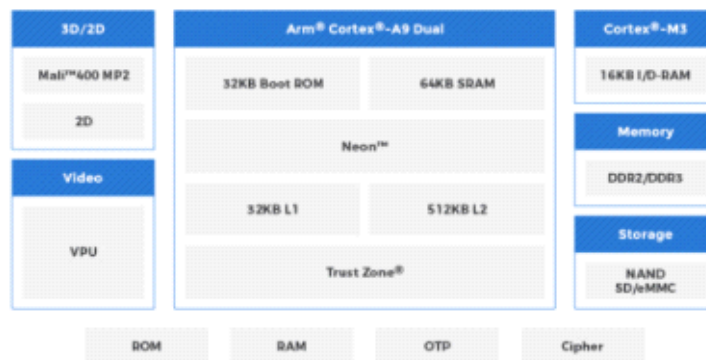 3D/2D
Mali™400 MP2
2D
Video
VPU
Arm® Cortex®-A9 Dual
32KB Boot ROM
64KB SRAM
Neon™
32KB L1
512KB L2
Trust Zone®
Cortex®-M3
16KB I/D-RAM
Memory
DDR2/DDR3
Storage
NAND
SD/eMMC
ROM
RAM
OTP
Cipher